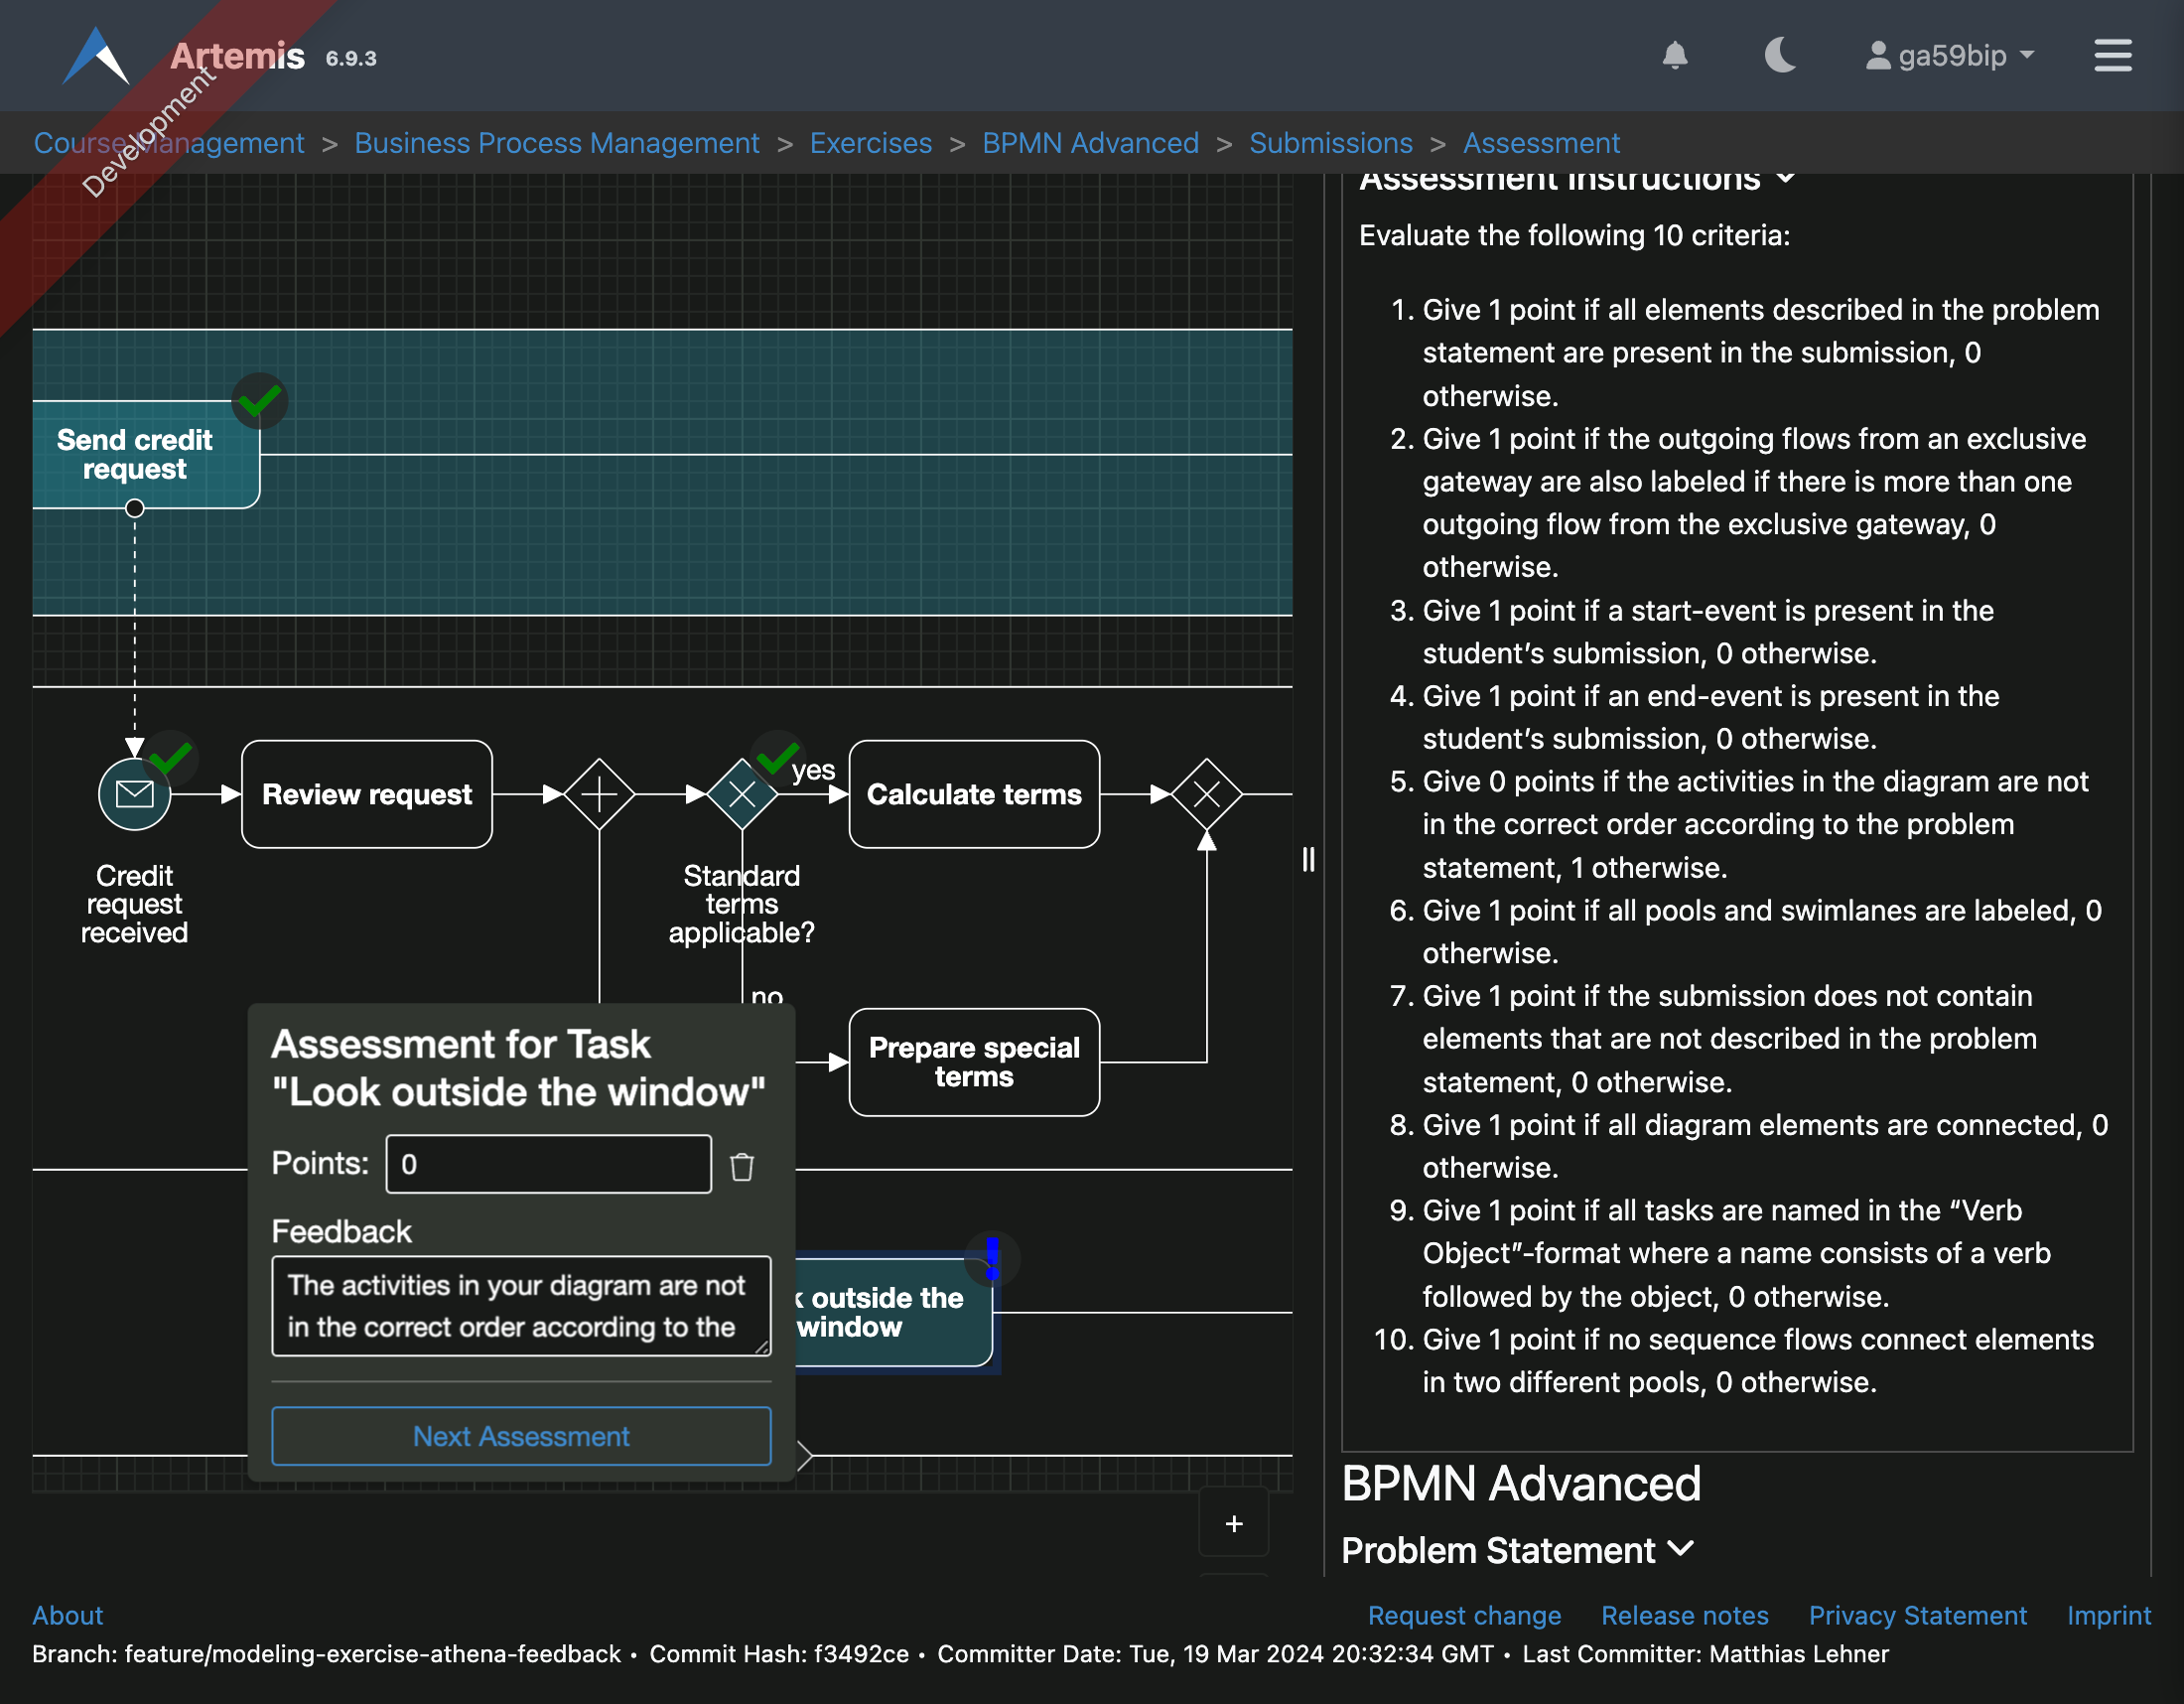 Artemis 6.9.3
ga59bip
Development
Course Management > Business Process Management > Exercises > BPMN Advanced > Submissions > Assessment
Send credit
request
Credit
request
received
Review request
yes
Standard
terms
applicable?
no
Calculate terms
Prepare special
terms
Assessment for Task
"Look outside the window"
Points: 0
Feedback
The activities in your diagram are not
in the correct order according to the
Next Assessment
outside the
window
+
Assessment Instructions
Evaluate the following 10 criteria:
1. Give 1 point if all elements described in the problem
statement are present in the submission, 0
otherwise.
2. Give 1 point if the outgoing flows from an exclusive
gateway are also labeled if there is more than one
outgoing flow from the exclusive gateway, 0
otherwise.
3. Give 1 point if a start-event is present in the
student’s submission, 0 otherwise.
4. Give 1 point if an end-event is present in the
student’s submission, 0 otherwise.
5. Give 0 points if the activities in the diagram are not
in the correct order according to the problem
statement, 1 otherwise.
6. Give 1 point if all pools and swimlanes are labeled, 0
otherwise.
7. Give 1 point if the submission does not contain
elements that are not described in the problem
statement, 0 otherwise.
8. Give 1 point if all diagram elements are connected, 0
otherwise.
9. Give 1 point if all tasks are named in the “Verb
Object”-format where a name consists of a verb
followed by the object, 0 otherwise.
10. Give 1 point if no sequence flows connect elements
in two different pools, 0 otherwise.
BPMN Advanced
Problem Statement
About
Request change Release notes Privacy Statement Imprint
Branch: feature/modeling-exercise-athena-feedback • Commit Hash: f3492ce • Committer Date: Tue, 19 Mar 2024 20:32:34 GMT • Last Committer: Matthias Lehner